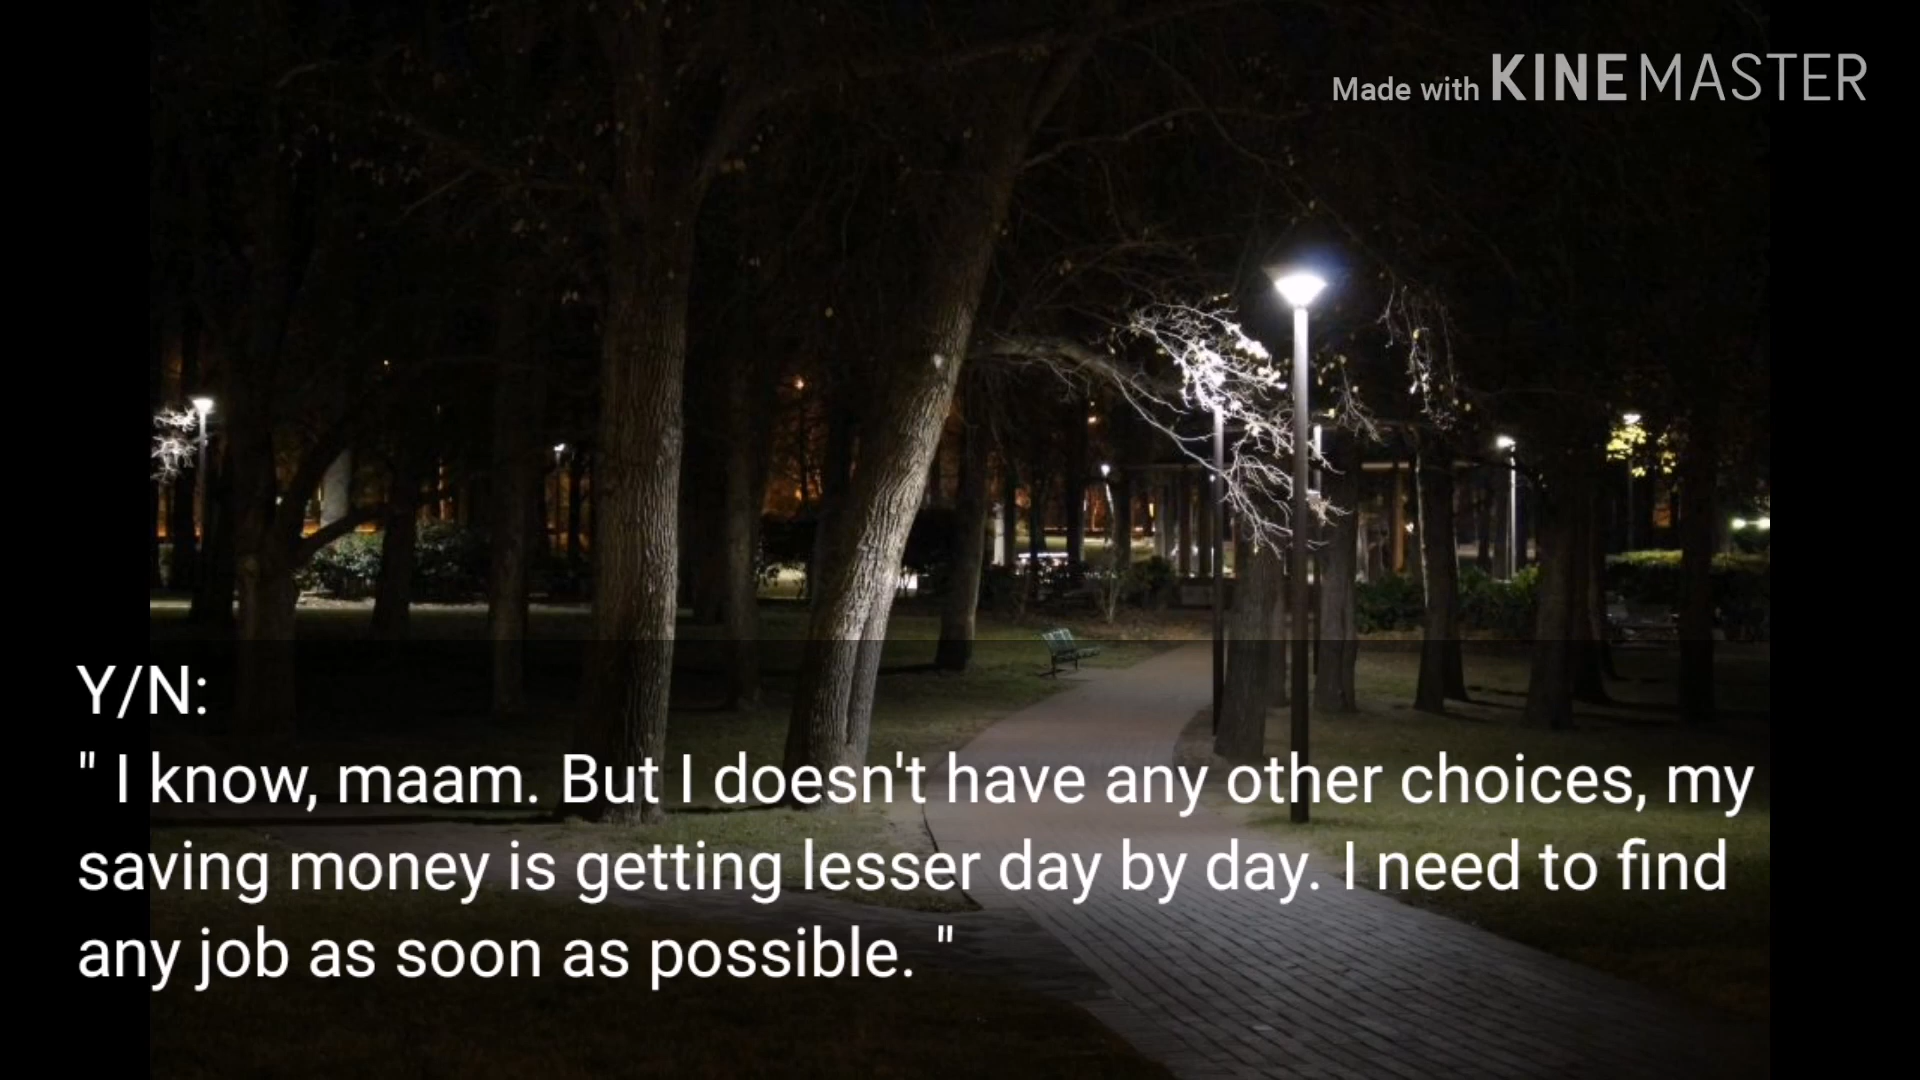 Made with KINEMASTER
Y/N:
" I know, maam. But I doesn't have any other choices, my
saving money is getting lesser day by day. I need to find
any job as soon as possible. "